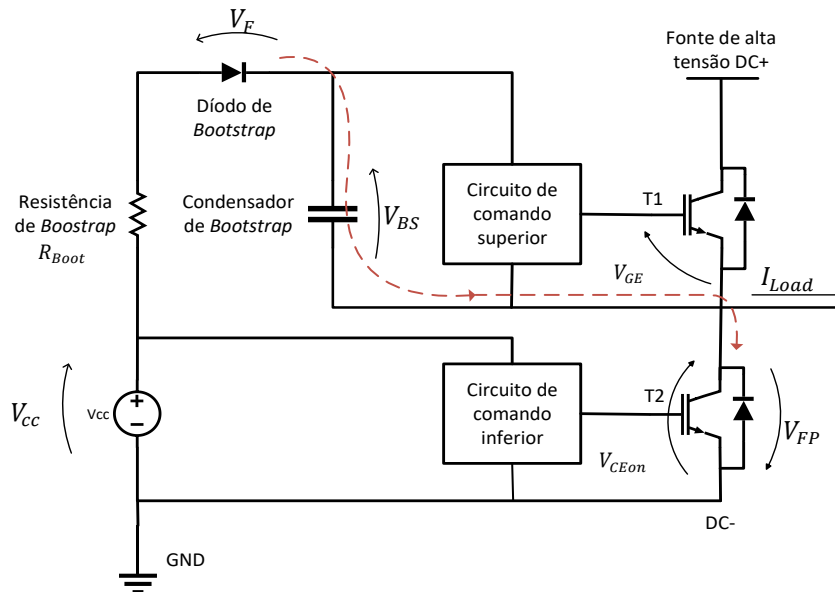 V_F
Fonte de alta
tensão DC+
Díodo de
Bootstrap
Resistência
de Boostrap
R_Boot
Condensador
de Bootstrap
V_BS
Circuito de
comando
superior
T1
V_GE
I_Load
V_cc
Vcc
Circuito de
comando
inferior
T2
V_CEon
V_FP
DC-
GND